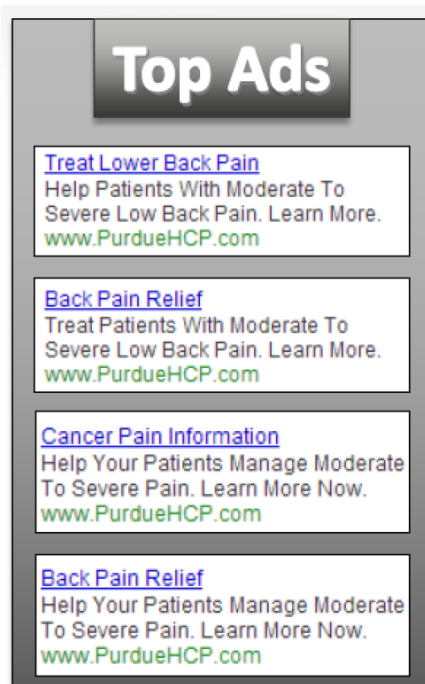 Top Ads
Treat Lower Back Pain
Help Patients With Moderate To
Severe Low Back Pain. Learn More.
www.PurdueHCP.com
Back Pain Relief
Treat Patients With Moderate To
Severe Low Back Pain. Learn More.
www.PurdueHCP.com
Cancer Pain Information
Help Your Patients Manage Moderate
To Severe Pain. Learn More Now.
www.PurdueHCP.com
Back Pain Relief
Help Your Patients Manage Moderate
To Severe Pain. Learn More Now.
www.PurdueHCP.com